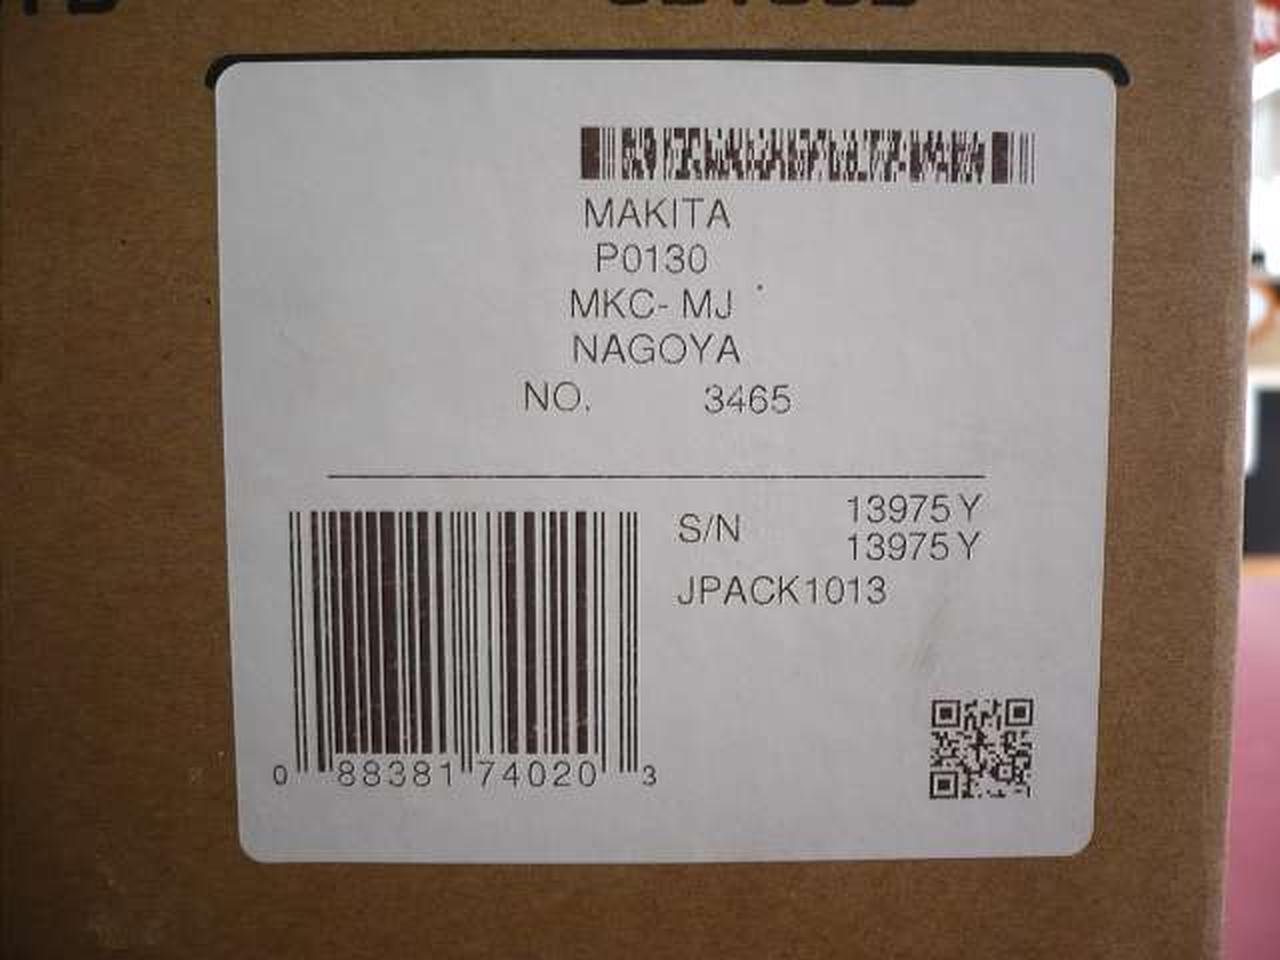 MAKITA
P0130
MKC- MJ
NAGOYA
NO. 3465
S/N 13975 Y
13975 Y
JPACK1013
0 88381 74020 3